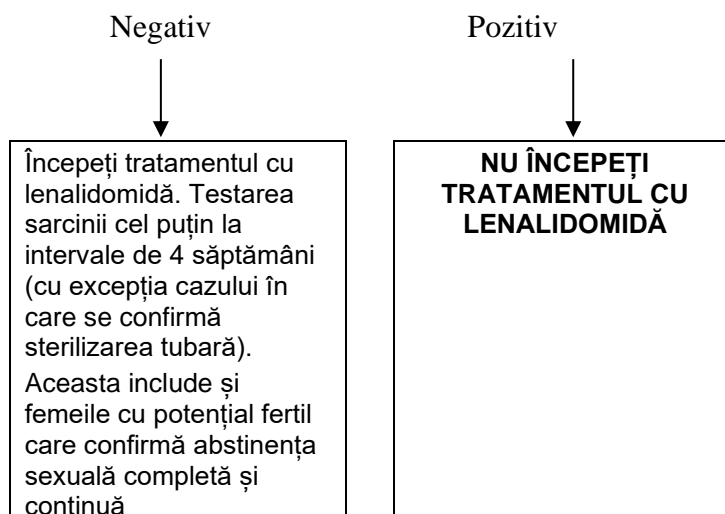 Negativ
Pozitiv
Începeți tratamentul cu
lenalidomidă. Testarea
sarcinii cel puțin la
intervale de 4 săptămâni
(cu excepția cazului în
care se confirmă
sterilizarea tubară).
Aceasta include și
femeile cu potențial fertil
care confirmă abstinența
sexuală completă și
continuă
NU ÎNCEPEȚI
TRATAMENTUL CU
LENALIDOMIDĂ